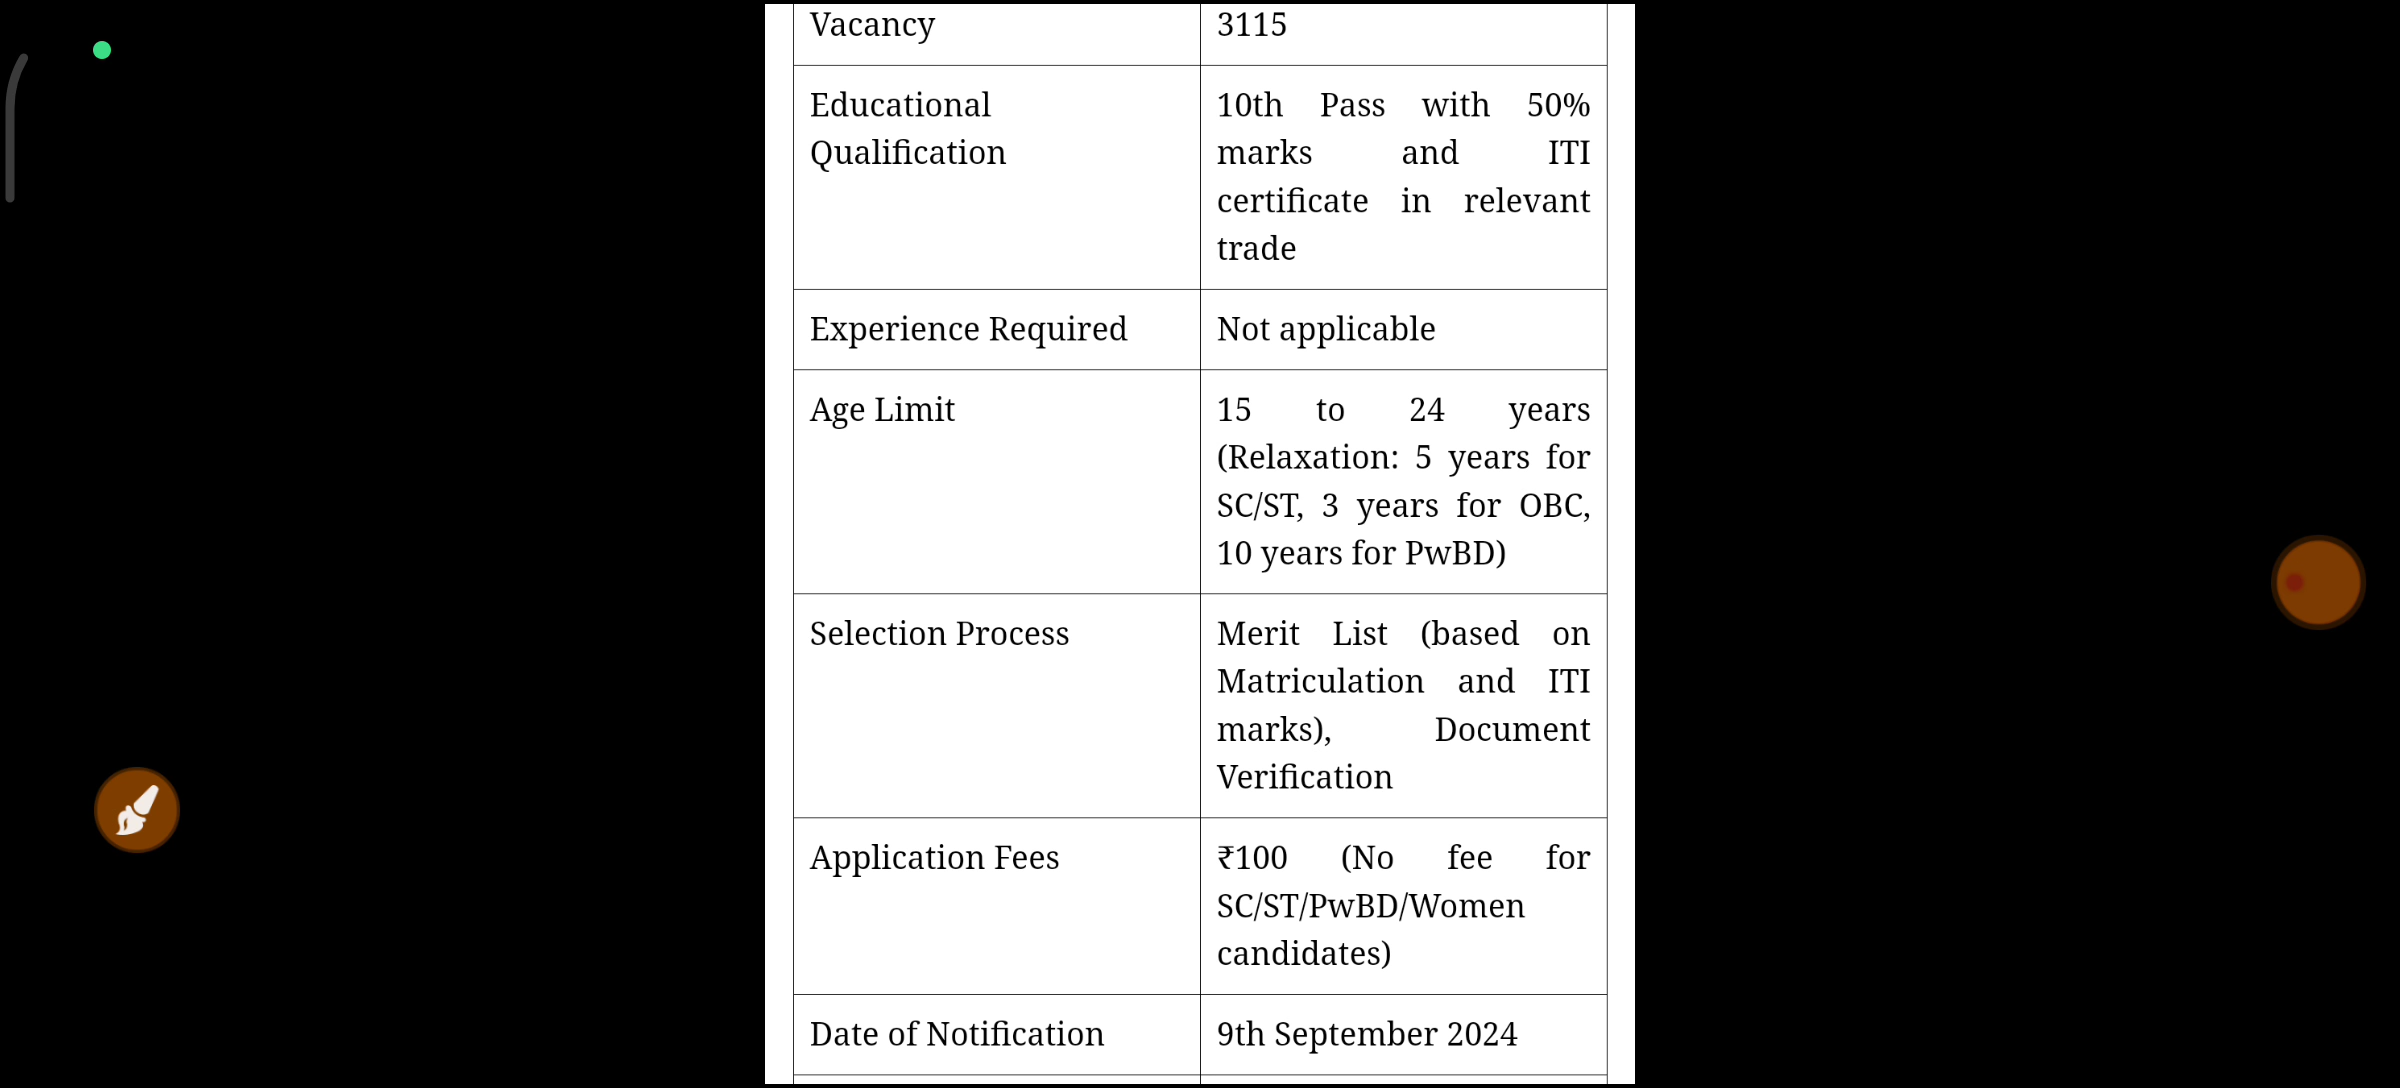 Vacancy 3115
Educational 10th Pass with 50%
Qualification marks and ITI
certificate in relevant
trade
Experience Required Not applicable
Age Limit 15 to 24 years
(Relaxation: 5 years for
SC/ST, 3 years for OBC,
10 years for PwBD)
Selection Process Merit List (based on
Matriculation and ITI
marks), Document
Verification
Application Fees ₹100 (No fee for
SC/ST/PwBD/Women
candidates)
Date of Notification 9th September 2024